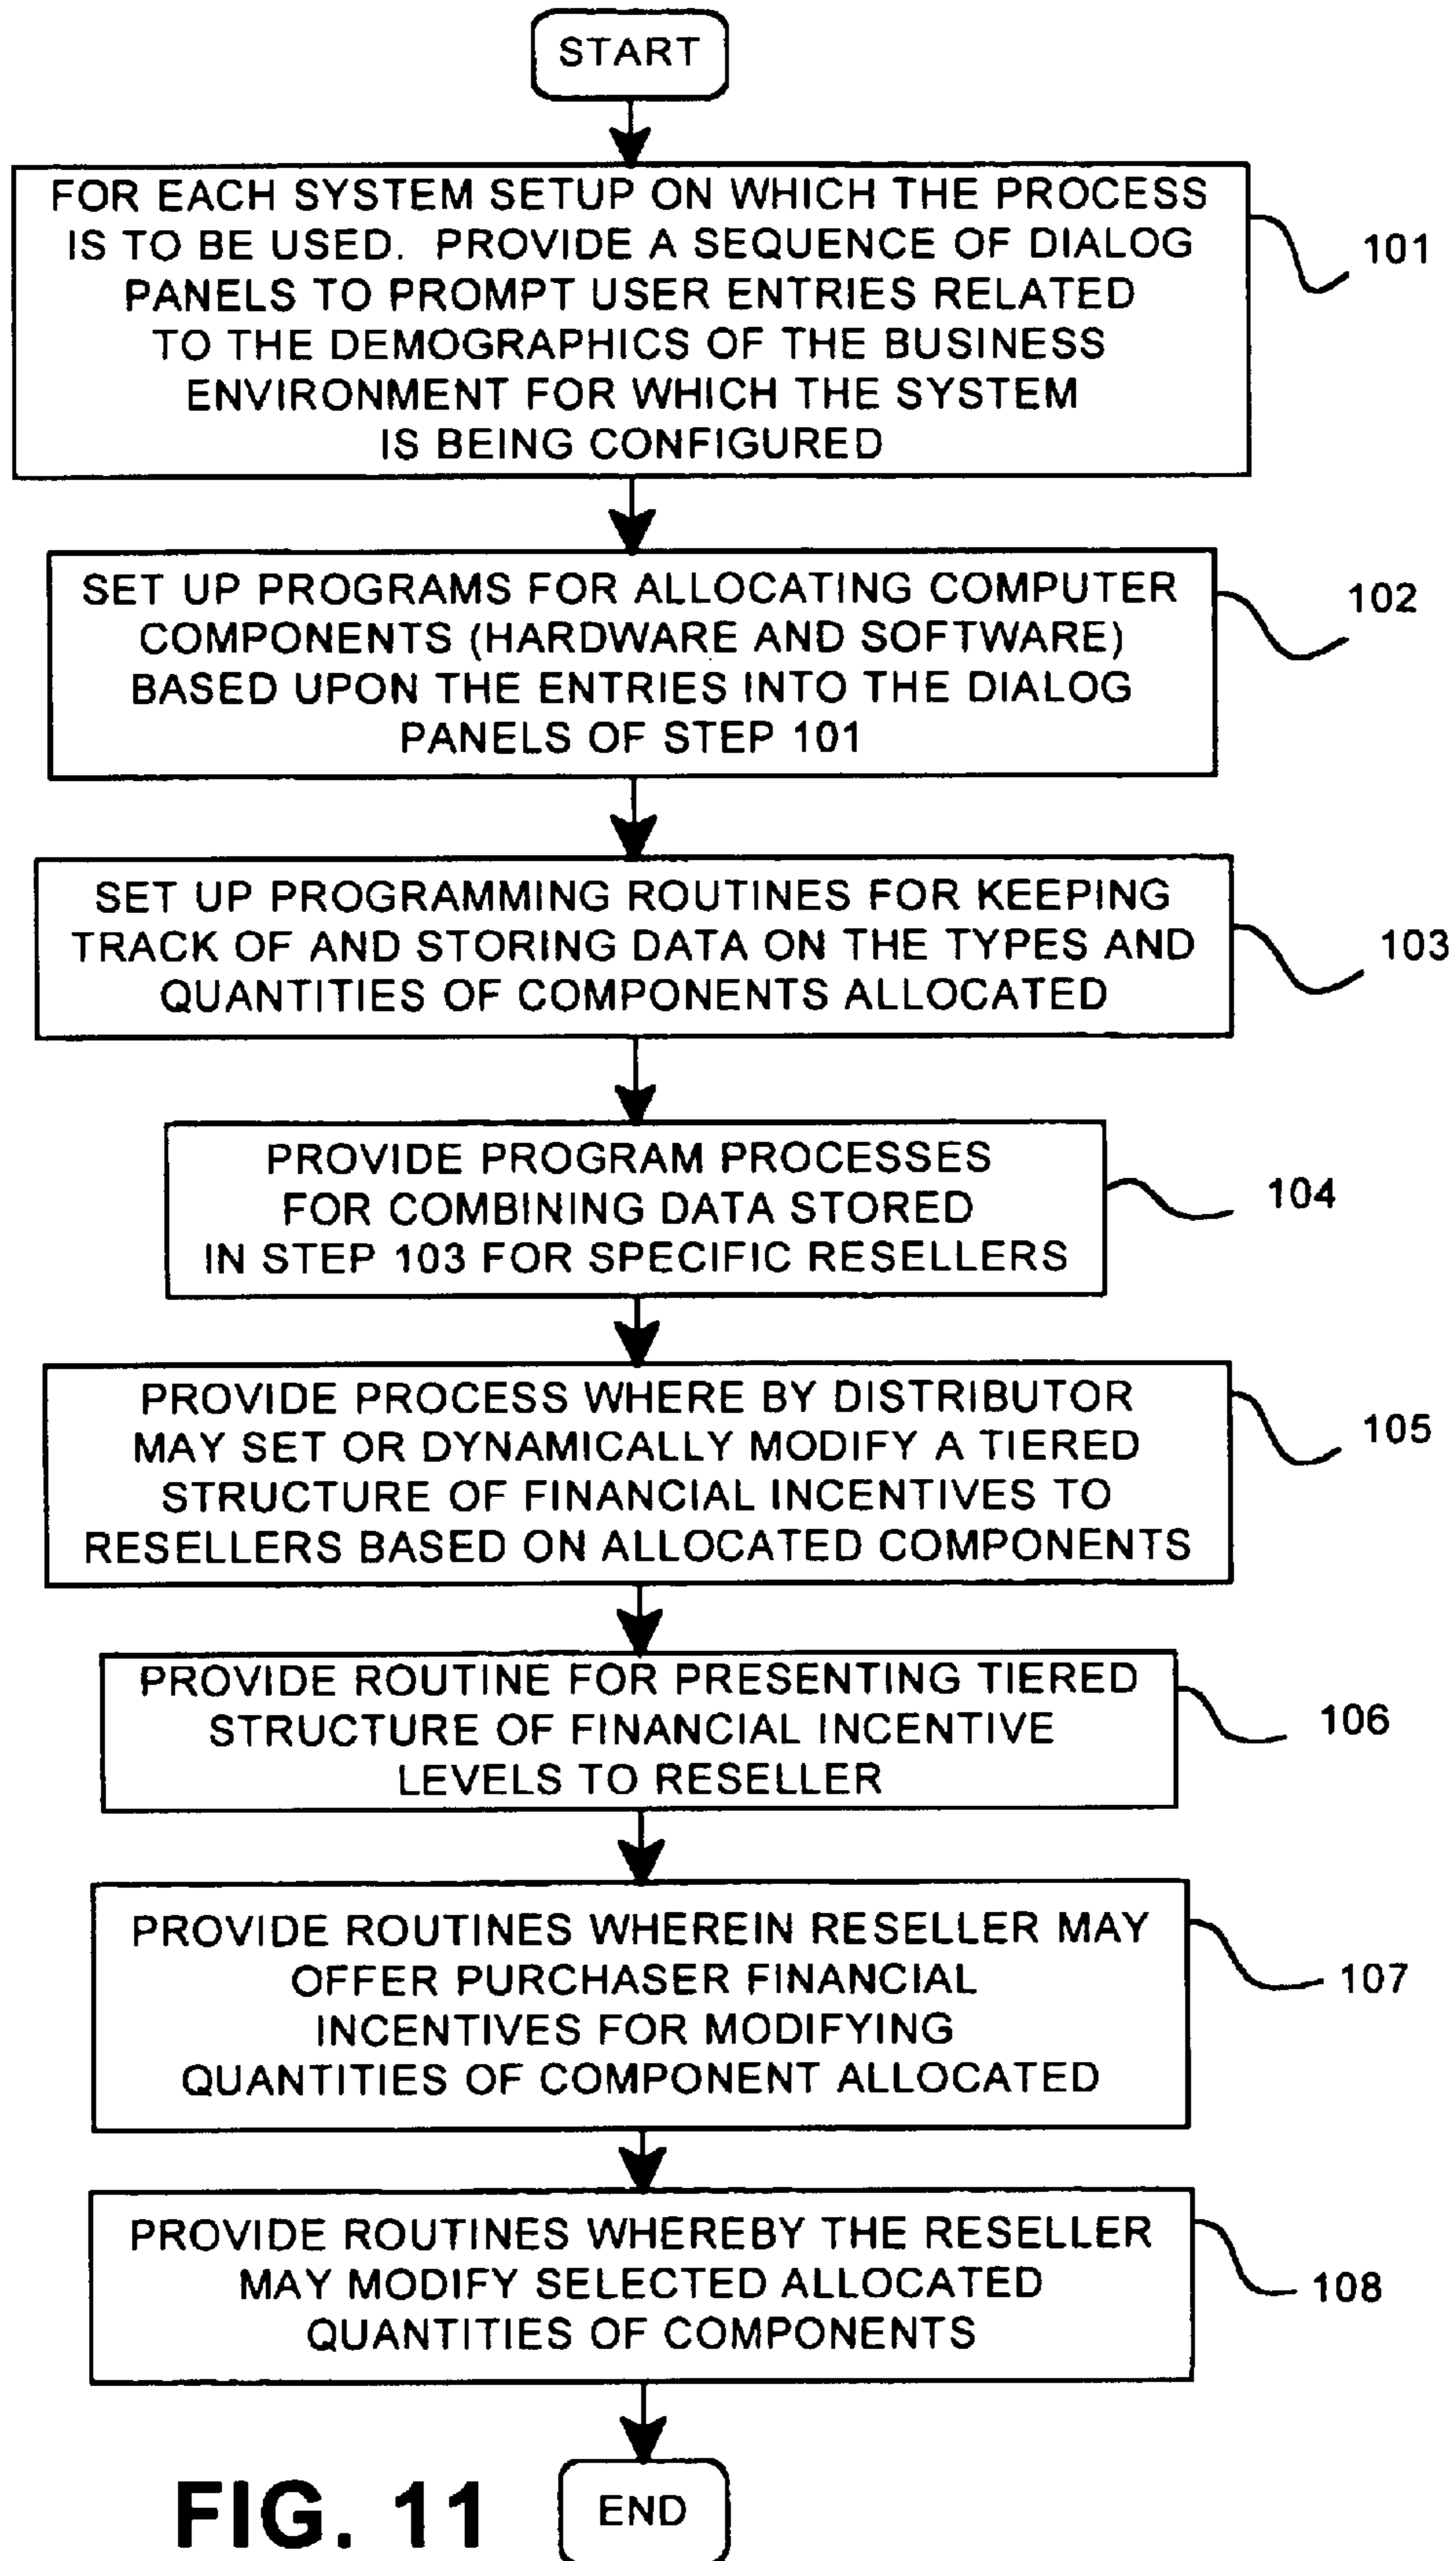 START
FOR EACH SYSTEM SETUP ON WHICH THE PROCESS
IS TO BE USED. PROVIDE A SEQUENCE OF DIALOG
PANELS TO PROMPT USER ENTRIES RELATED
TO THE DEMOGRAPHICS OF THE BUSINESS
ENVIRONMENT FOR WHICH THE SYSTEM
IS BEING CONFIGURED
101
SET UP PROGRAMS FOR ALLOCATING COMPUTER
COMPONENTS (HARDWARE AND SOFTWARE)
BASED UPON THE ENTRIES INTO THE DIALOG
PANELS OF STEP 101
102
SET UP PROGRAMMING ROUTINES FOR KEEPING
TRACK OF AND STORING DATA ON THE TYPES AND
QUANTITIES OF COMPONENTS ALLOCATED
103
PROVIDE PROGRAM PROCESSES
FOR COMBINING DATA STORED
IN STEP 103 FOR SPECIFIC RESELLERS
104
PROVIDE PROCESS WHERE BY DISTRIBUTOR
MAY SET OR DYNAMICALLY MODIFY A TIERED
STRUCTURE OF FINANCIAL INCENTIVES TO
RESELLERS BASED ON ALLOCATED COMPONENTS
105
PROVIDE ROUTINE FOR PRESENTING TIERED
STRUCTURE OF FINANCIAL INCENTIVE
LEVELS TO RESELLER
106
PROVIDE ROUTINES WHEREIN RESELLER MAY
OFFER PURCHASER FINANCIAL
INCENTIVES FOR MODIFYING
QUANTITIES OF COMPONENT ALLOCATED
107
PROVIDE ROUTINES WHEREBY THE RESELLER
MAY MODIFY SELECTED ALLOCATED
QUANTITIES OF COMPONENTS
108
END
FIG. 11